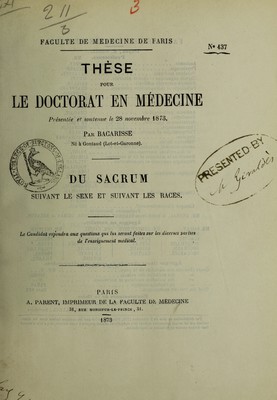 211
3
3
FACULTÉ DE MÉDECINE DE PARIS
N° 437
THÈSE
POUR
LE DOCTORAT EN MÉDECINE
Présentée et soutenue le 28 novembre 1873,
PAR BACARISSE
Né à Gontaud (Lot-et-Garonne).
PRESENTED BY
DU SACRUM
SUIVANT LE SEXE ET SUIVANT LES RACES.
Le Candidat répondra aux questions qui lui seront faites sur les diverses parties
de l'enseignement médical.
PARIS
A. PARENT, IMPRIMEUR DE LA FACULTÉ DE MÉDECINE
31, RUE MONSIEUR-LE-PRINCE, 31.
1873